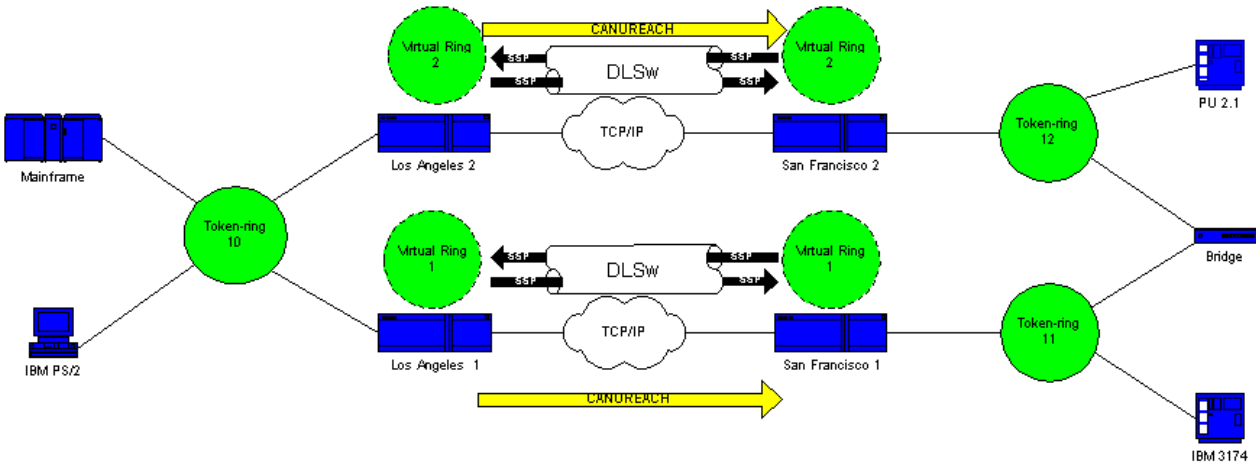 CANUREACH
Virtual Ring
2
SSP
SSP
DLSw
SSP
SSP
Virtual Ring
2
PU 2.1
Mainframe
Los Angeles 2
TCP/IP
San Francisco 2
Token-ring
12
Token-ring
10
Virtual Ring
1
SSP
SSP
DLSw
SSP
SSP
Virtual Ring
1
Bridge
IBM PS/2
Los Angeles 1
TCP/IP
San Francisco 1
Token-ring
11
CANUREACH
IBM 3174